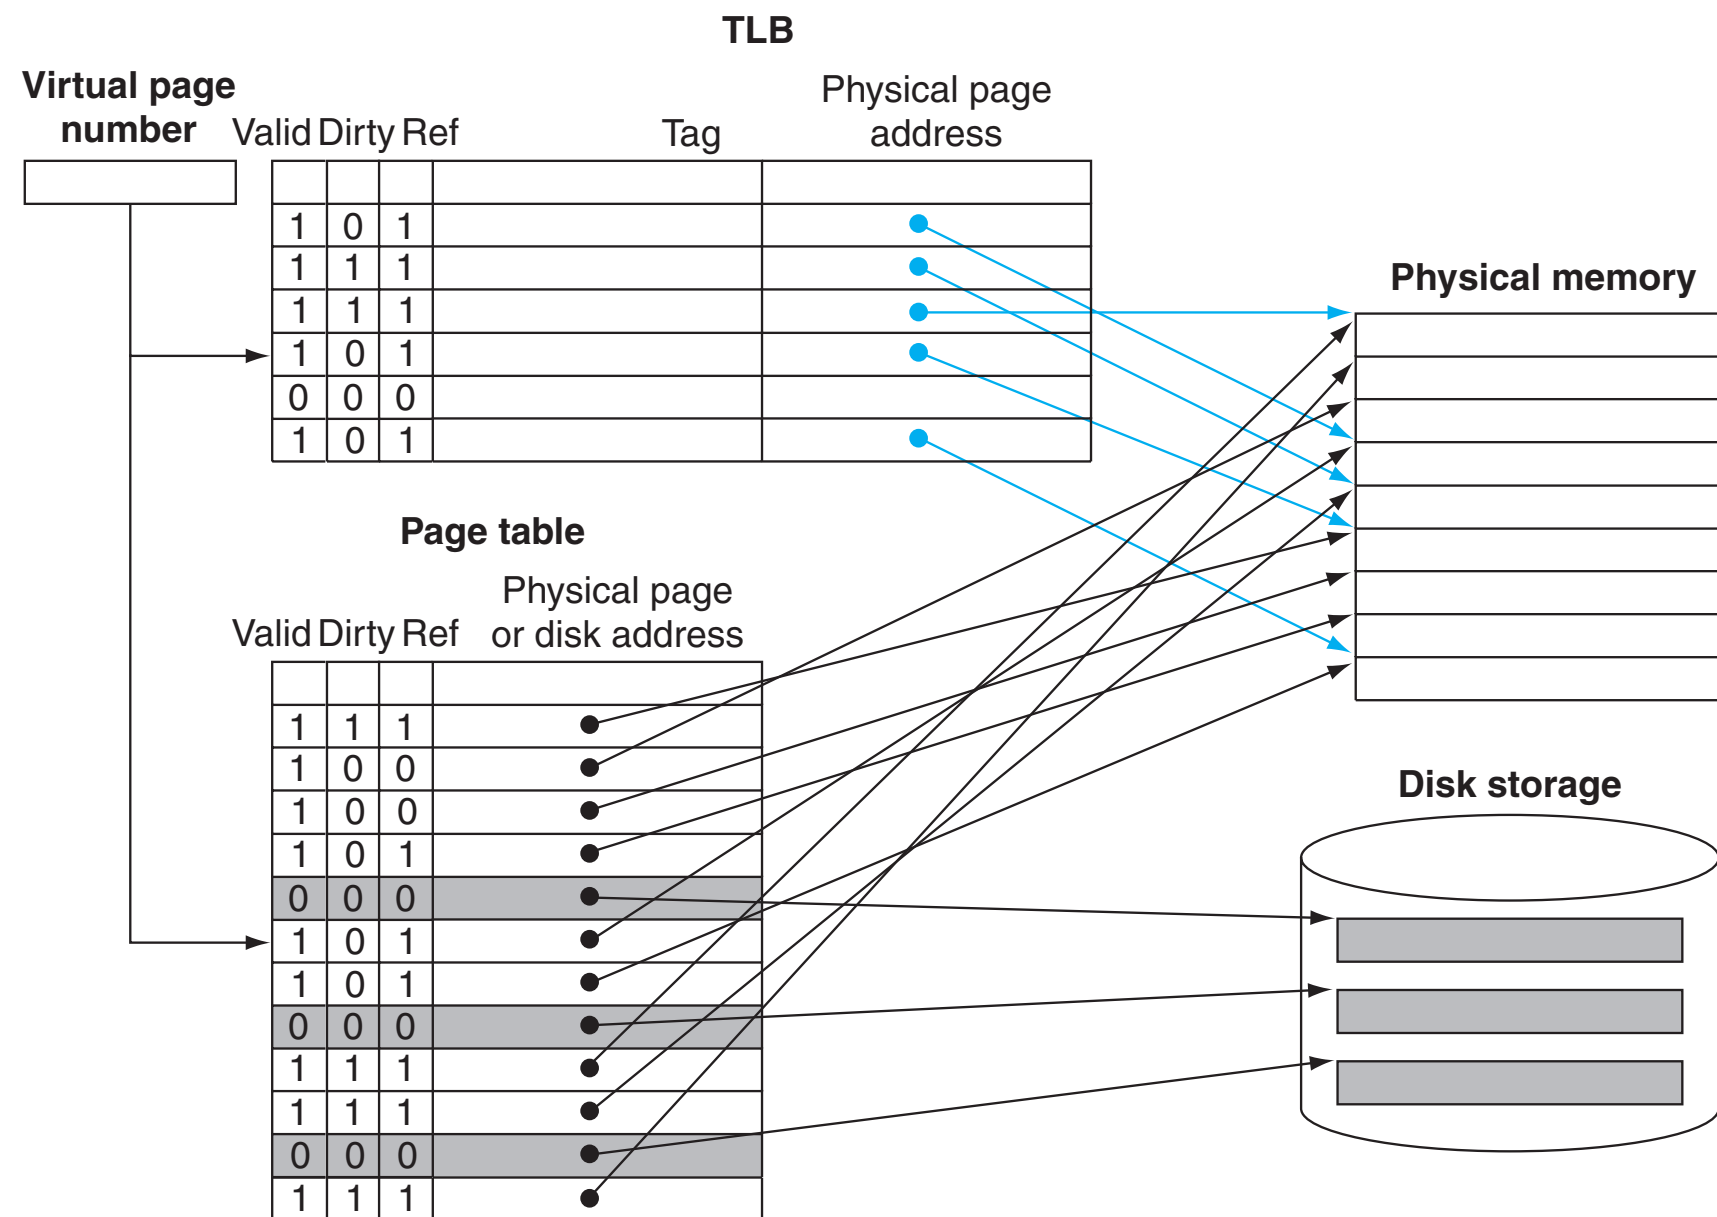 TLB
Virtual page
number
Valid Dirty Ref
Tag
Physical page
address
1 0 1
1 1 1
1 1 1
1 0 1
0 0 0
1 0 1
Physical memory
Page table
Physical page
or disk address
Valid Dirty Ref
1 1 1
1 0 0
1 0 0
1 0 1
0 0 0
1 0 1
1 0 1
0 0 0
1 1 1
1 1 1
0 0 0
1 1 1
Disk storage